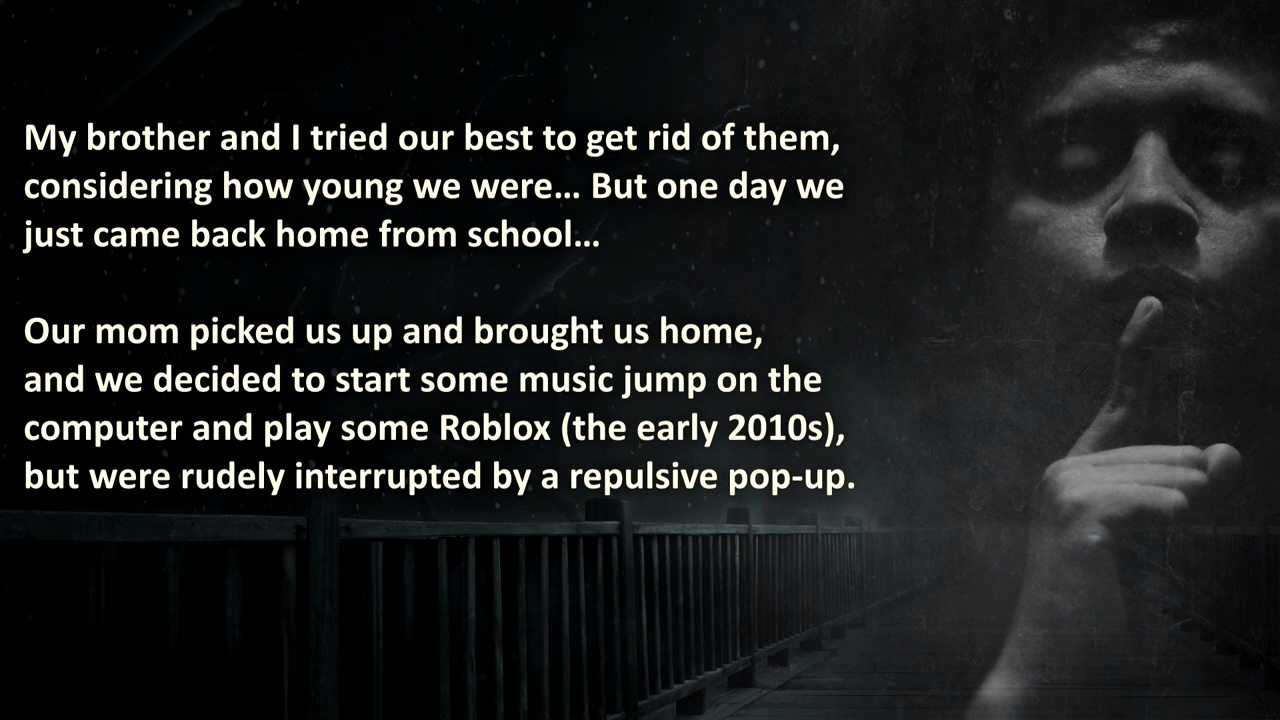 My brother and I tried our best to get rid of them,
considering how young we were... But one day we
just came back home from school...
Our mom picked us up and brought us home,
and we decided to start some music jump on the
computer and play some Roblox (the early 2010s),
but were rudely interrupted by a repulsive pop-up.